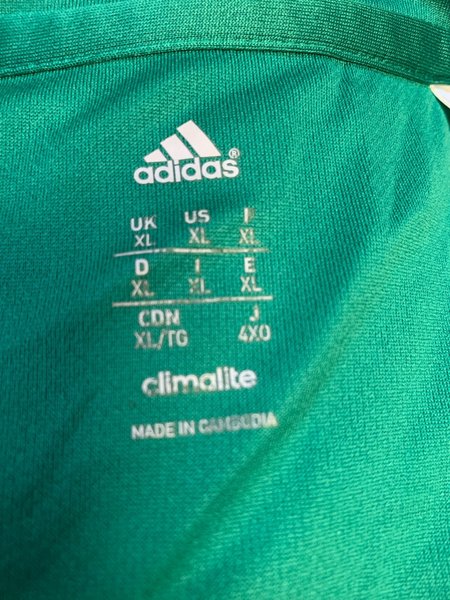 adidas®
UK US F
XL XL XL
D I E
XL XL XL
CDN J
XL/TG 4XO
climalite
MADE IN CAMBODIA